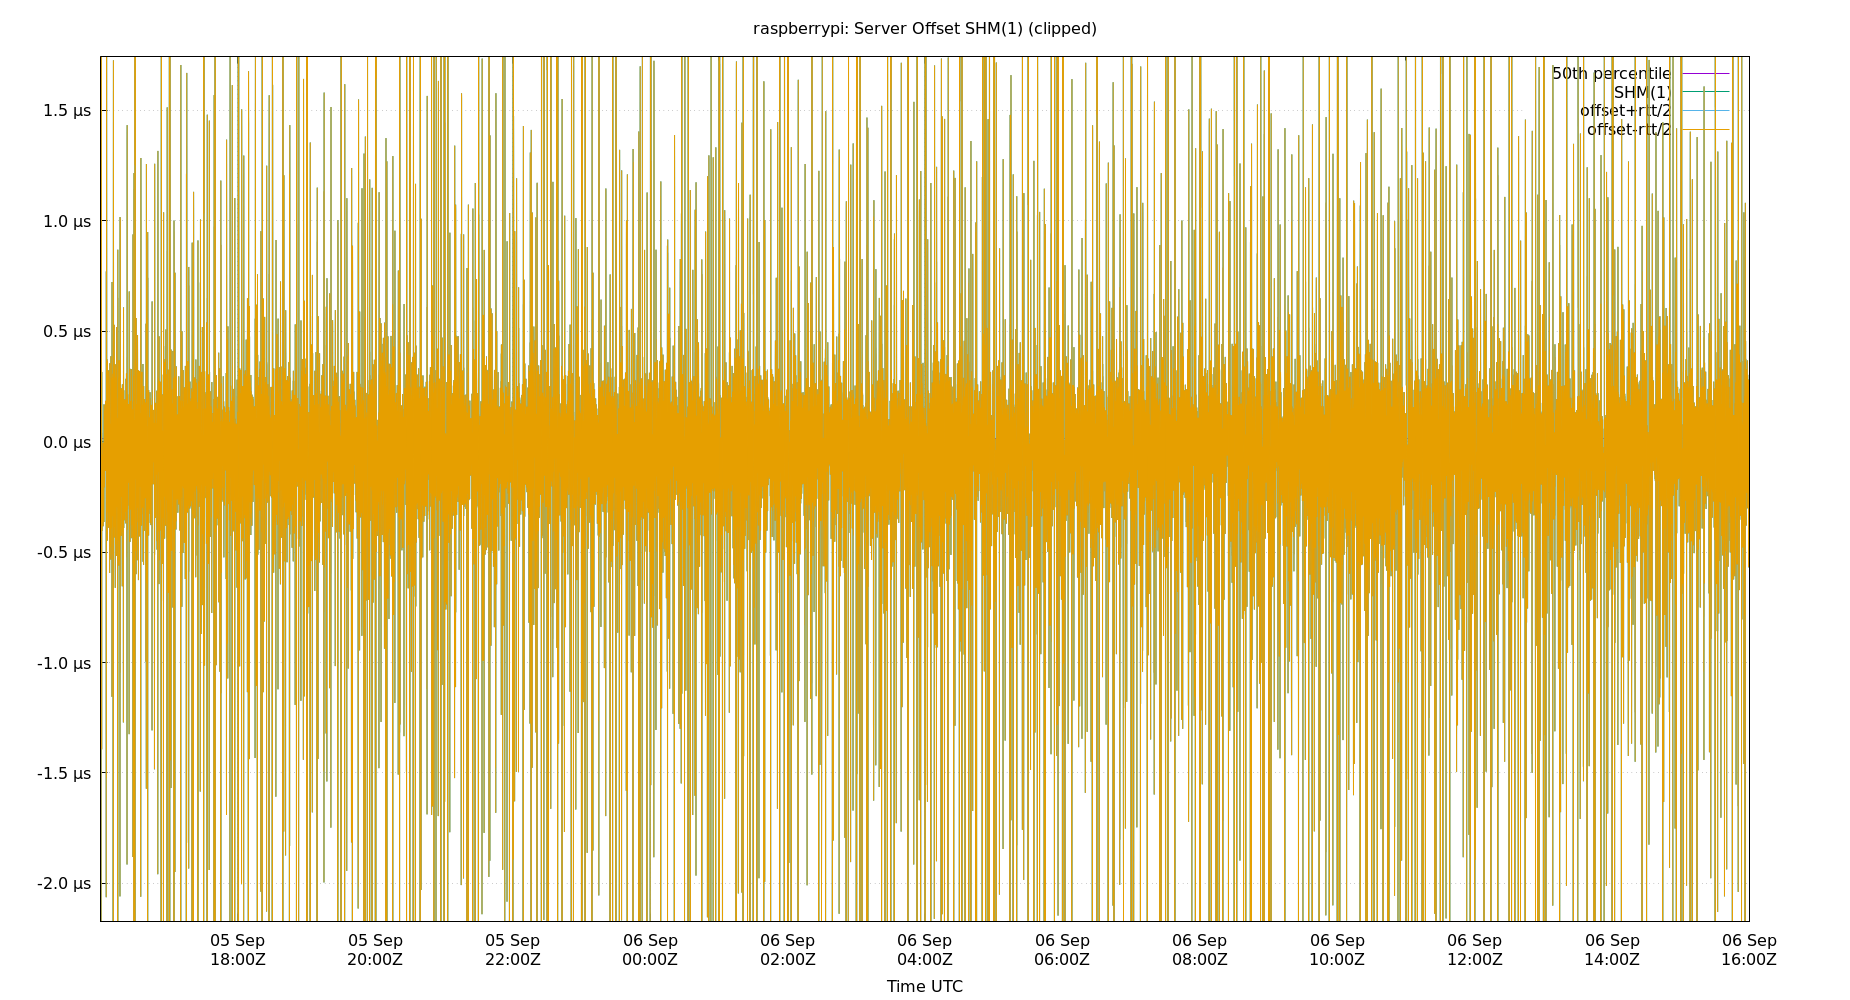 raspberrypi: Server Offset SHM(1) (clipped)
50th percentile
SHM(1)
offset+rtt/2
offset-rtt/2
1.5 μs
1.0 μs
0.5 μs
0.0 μs
-0.5 μs
-1.0 μs
-1.5 μs
-2.0 μs
05 Sep 05 Sep 05 Sep 06 Sep 06 Sep 06 Sep 06 Sep 06 Sep 06 Sep 06 Sep 06 Sep 06 Sep
18:00Z 20:00Z 22:00Z 00:00Z 02:00Z 04:00Z 06:00Z 08:00Z 10:00Z 12:00Z 14:00Z 16:00Z
Time UTC